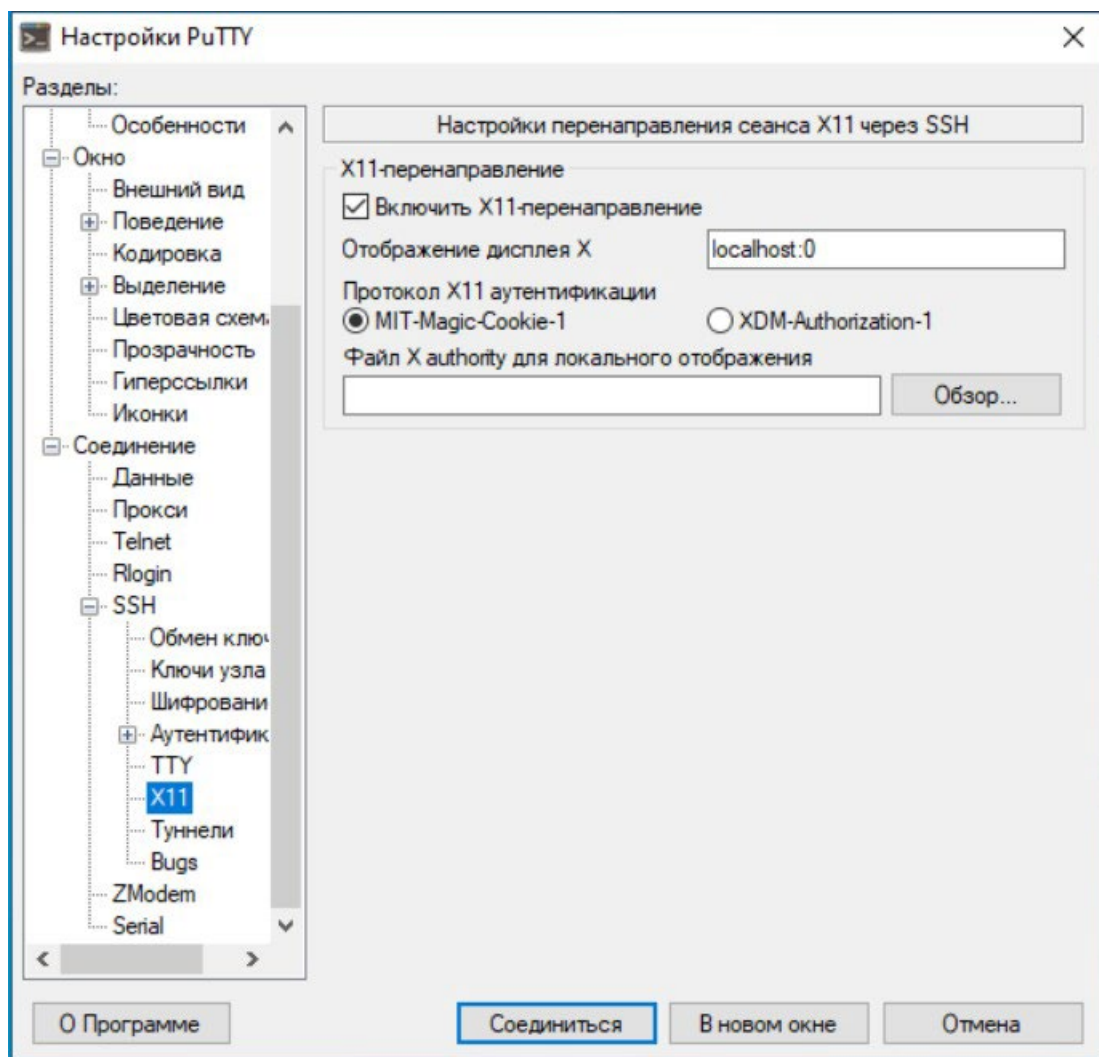 Настройки PuTTY
Разделы:
Особенности
Окно
Внешний вид
Поведение
Кодировка
Выделение
Цветовая схем
Прозрачность
Гиперссылки
Иконки
Соединение
Данные
Прокси
Telnet
Rlogin
SSH
Обмен ключ
Ключи узла
Шифровани
Аутентифик
TTY
X11
Туннели
Bugs
ZModem
Serial
Настройки перенаправления сеанса X11 через SSH
X11-перенаправление
Включить X11-перенаправление
Отображение дисплея X localhost:0
Протокол X11 аутентификации
MIT-Magic-Cookie-1 XDM-Authorization-1
Файл X authority для локального отображения
Обзор...
О Программе Соединиться В новом окне Отмена